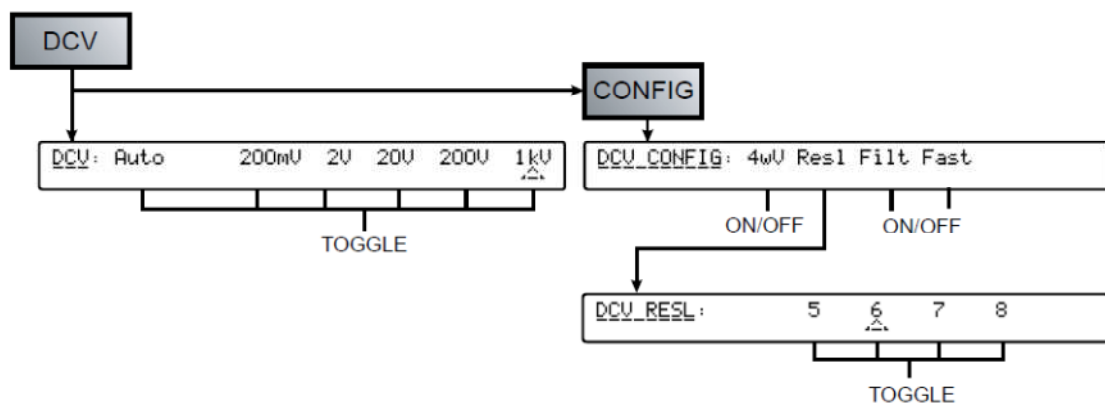 DCV
CONFIG
DCV: Auto 200mV 2V 20V 200V 1kV
TOGGLE
DCV_CONFIG: 4wV Resl Filt Fast
ON/OFF ON/OFF
DCV_RESL: 5 6 7 8
TOGGLE